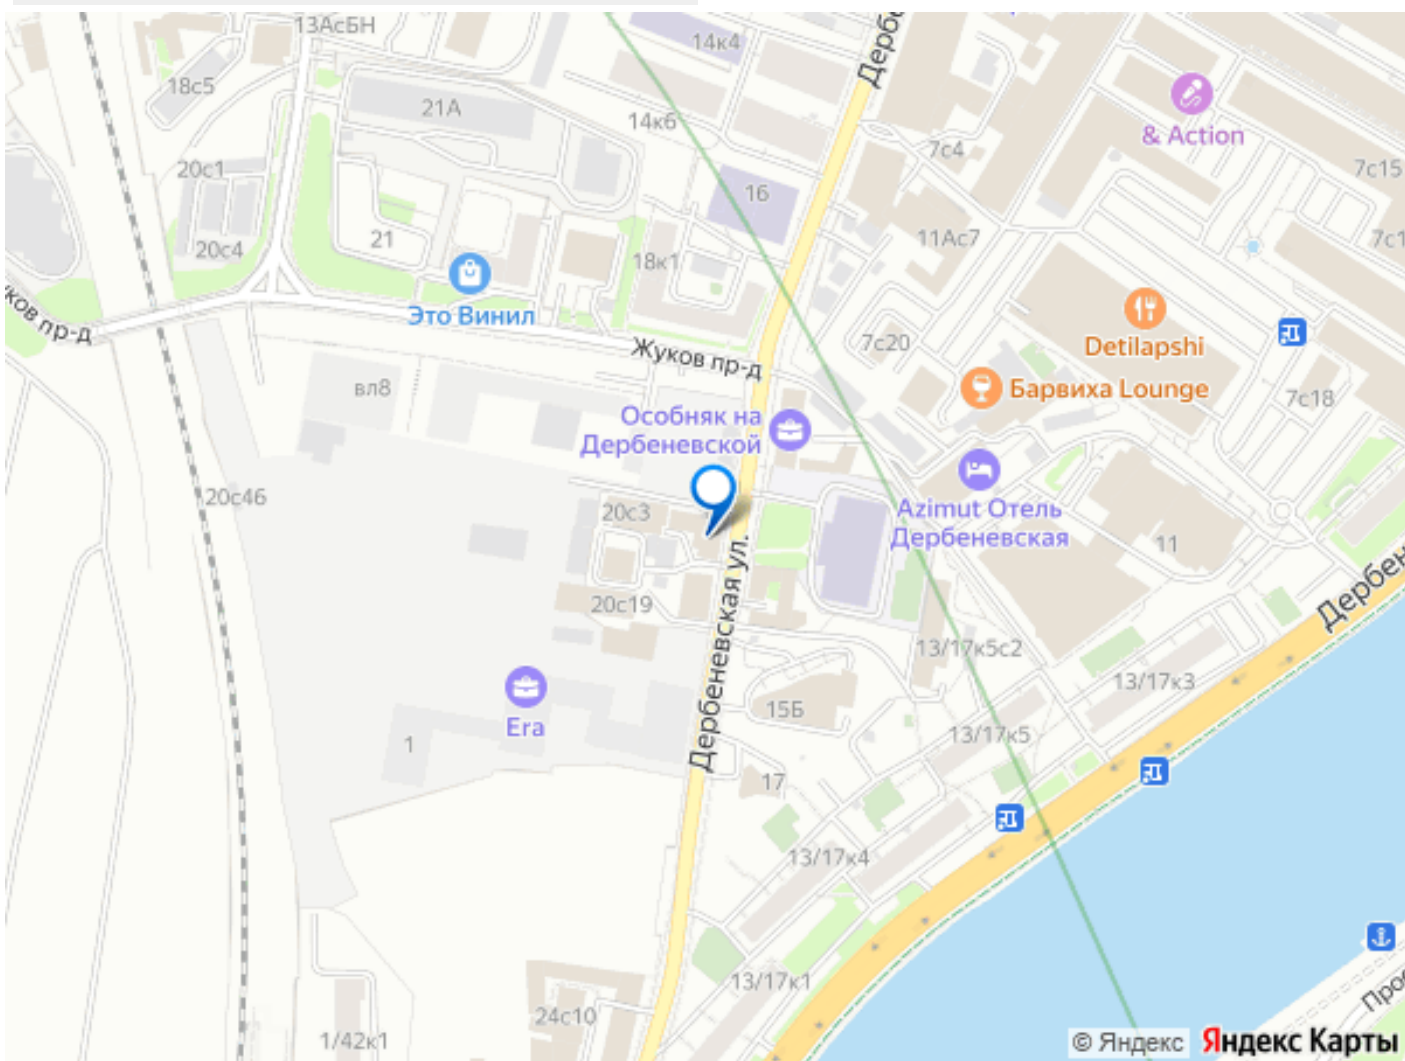 13АсБН
14к4
Дербе
18с5
21А
14к6
& Action
7с4
7с15
20с1
16
20с4
21
18к1
11Ас7
7с1
Это Винил
ков пр-д
Жуков пр-д
7с20
Detilapshi
вл8
Барвиха Lounge
7с18
Особняк на
Дербеневской
20с46
20с3
Azimut Отель
Дербеневская
11
Дербеневская ул.
20с19
Дербен
13/17к5с2
13/17к3
Era
15Б
1
13/17к5
17
13/17к4
13/17к1
24с10
1/42к1
Про
© Яндекс
Яндекс Карты